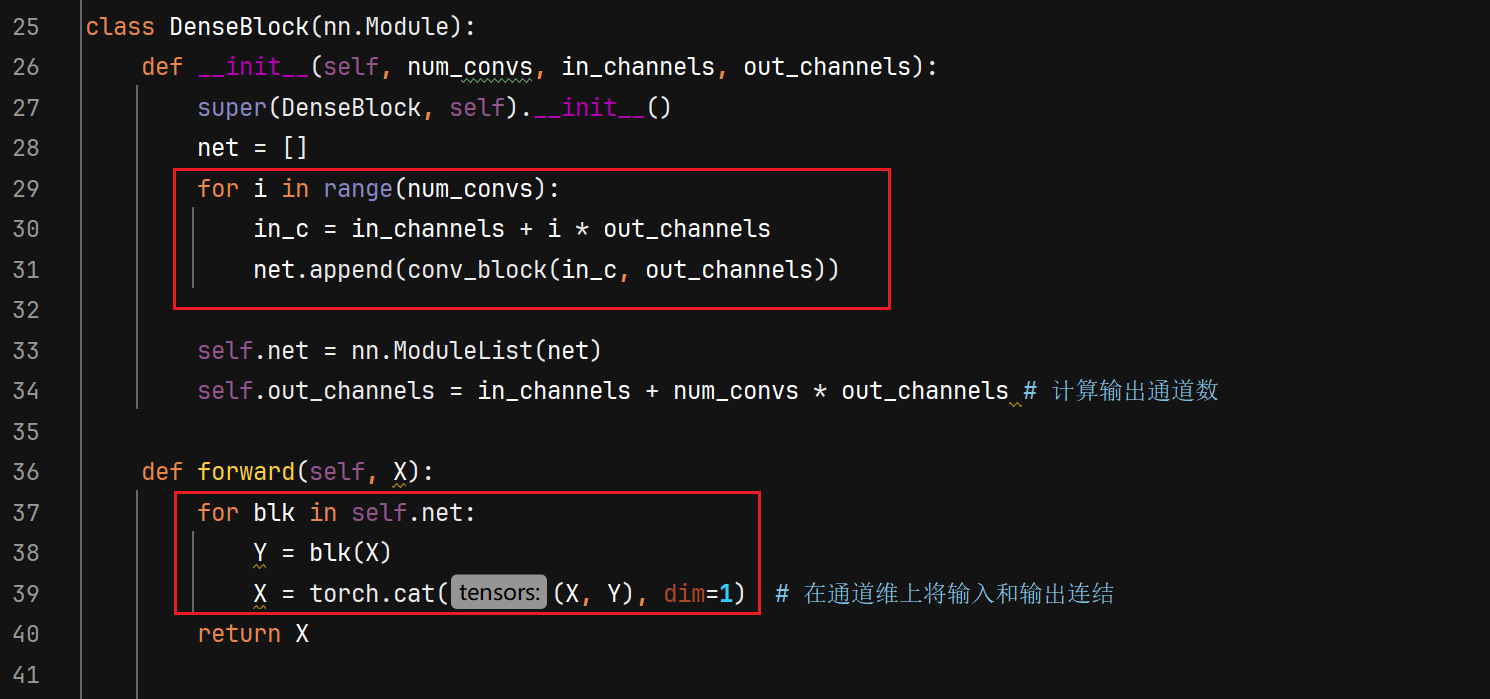 25 class DenseBlock(nn.Module):
26     def __init__(self, num_convs, in_channels, out_channels):
27         super(DenseBlock, self).__init__()
28         net = []
29         for i in range(num_convs):
30             in_c = in_channels + i * out_channels
31             net.append(conv_block(in_c, out_channels))
32
33         self.net = nn.ModuleList(net)
34         self.out_channels = in_channels + num_convs * out_channels # 计算输出通道数
35
36     def forward(self, X):
37         for blk in self.net:
38             Y = blk(X)
39             X = torch.cat( tensors: (X, Y), dim=1)  # 在通道维上将输入和输出连结
40         return X
41